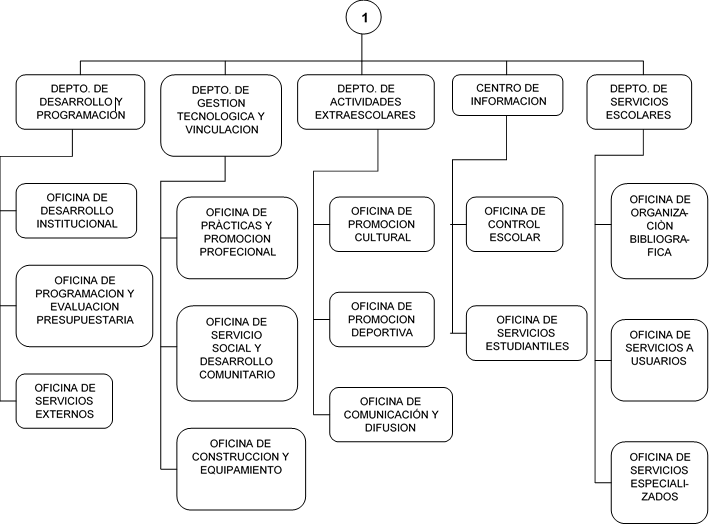 1
DEPTO. DE
DESARROLLO Y
PROGRAMACIÓN
DEPTO. DE
GESTION
TECNOLOGICA Y
VINCULACION
DEPTO. DE
ACTIVIDADES
EXTRAESCOLARES
CENTRO DE
INFORMACION
DEPTO. DE
SERVICIOS
ESCOLARES
OFICINA DE
DESARROLLO
INSTITUCIONAL
OFICINA DE
PROGRAMACION Y
EVALUACION
PRESUPUESTARIA
OFICINA DE
SERVICIOS
EXTERNOS
OFICINA DE
PRÀCTICAS Y
PROMOCION
PROFECIONAL
OFICINA DE
SERVICIO
SOCIAL Y
DESARROLLO
COMUNITARIO
OFICINA DE
CONSTRUCCION Y
EQUIPAMIENTO
OFICINA DE
PROMOCION
CULTURAL
OFICINA DE
PROMOCION
DEPORTIVA
OFICINA DE
COMUNICACIÓN Y
DIFUSION
OFICINA DE
CONTROL
ESCOLAR
OFICINA DE
SERVICIOS
ESTUDIANTILES
OFICINA DE
ORGANIZA-
CIÒN
BIBLIOGRA-
FICA
OFICINA DE
SERVICIOS A
USUARIOS
OFICINA DE
SERVICIOS
ESPECIALI-
ZADOS